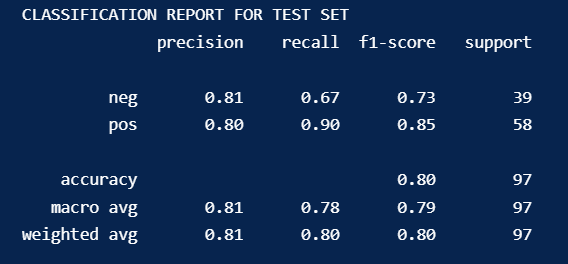 CLASSIFICATION REPORT FOR TEST SET
precision recall f1-score support
neg 0.81 0.67 0.73 39
pos 0.80 0.90 0.85 58
accuracy 0.80 97
macro avg 0.81 0.78 0.79 97
weighted avg 0.81 0.80 0.80 97